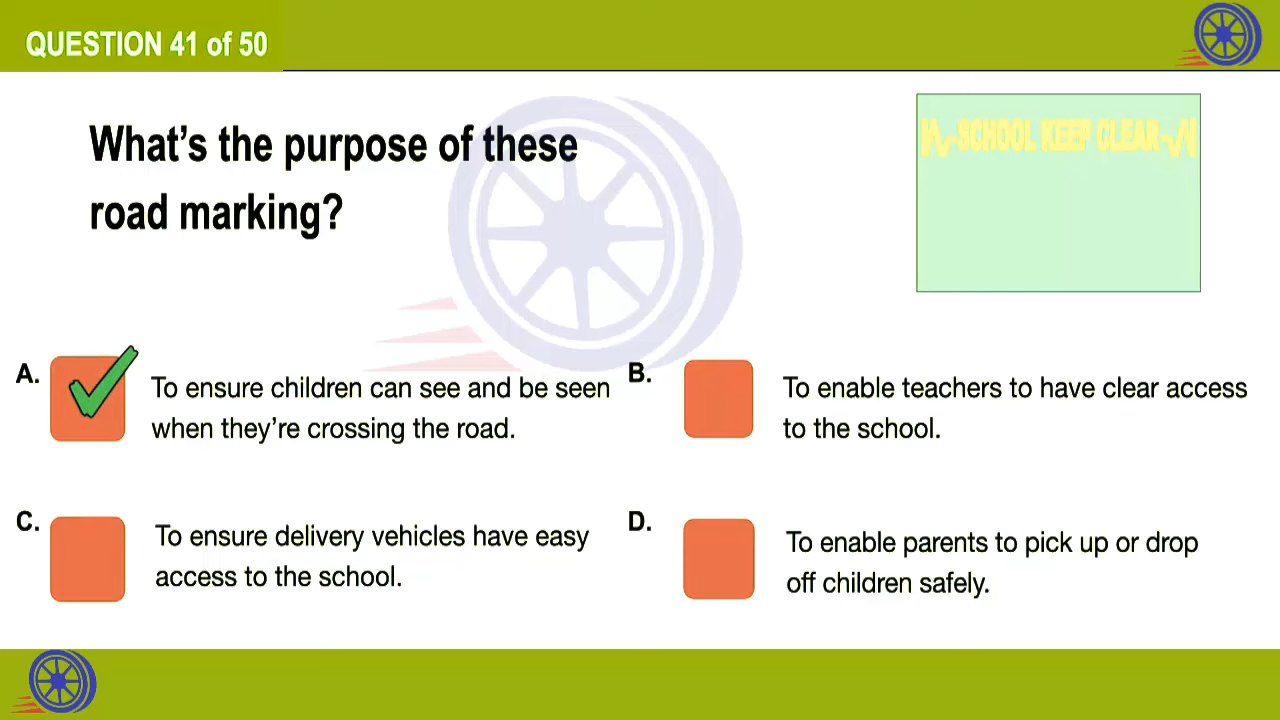 QUESTION 41 of 50
What's the purpose of these
road marking?
SCHOOL KEEP CLEAR
A.
To ensure children can see and be seen
when they're crossing the road.
B.
To enable teachers to have clear access
to the school.
C.
To ensure delivery vehicles have easy
access to the school.
D.
To enable parents to pick up or drop
off children safely.